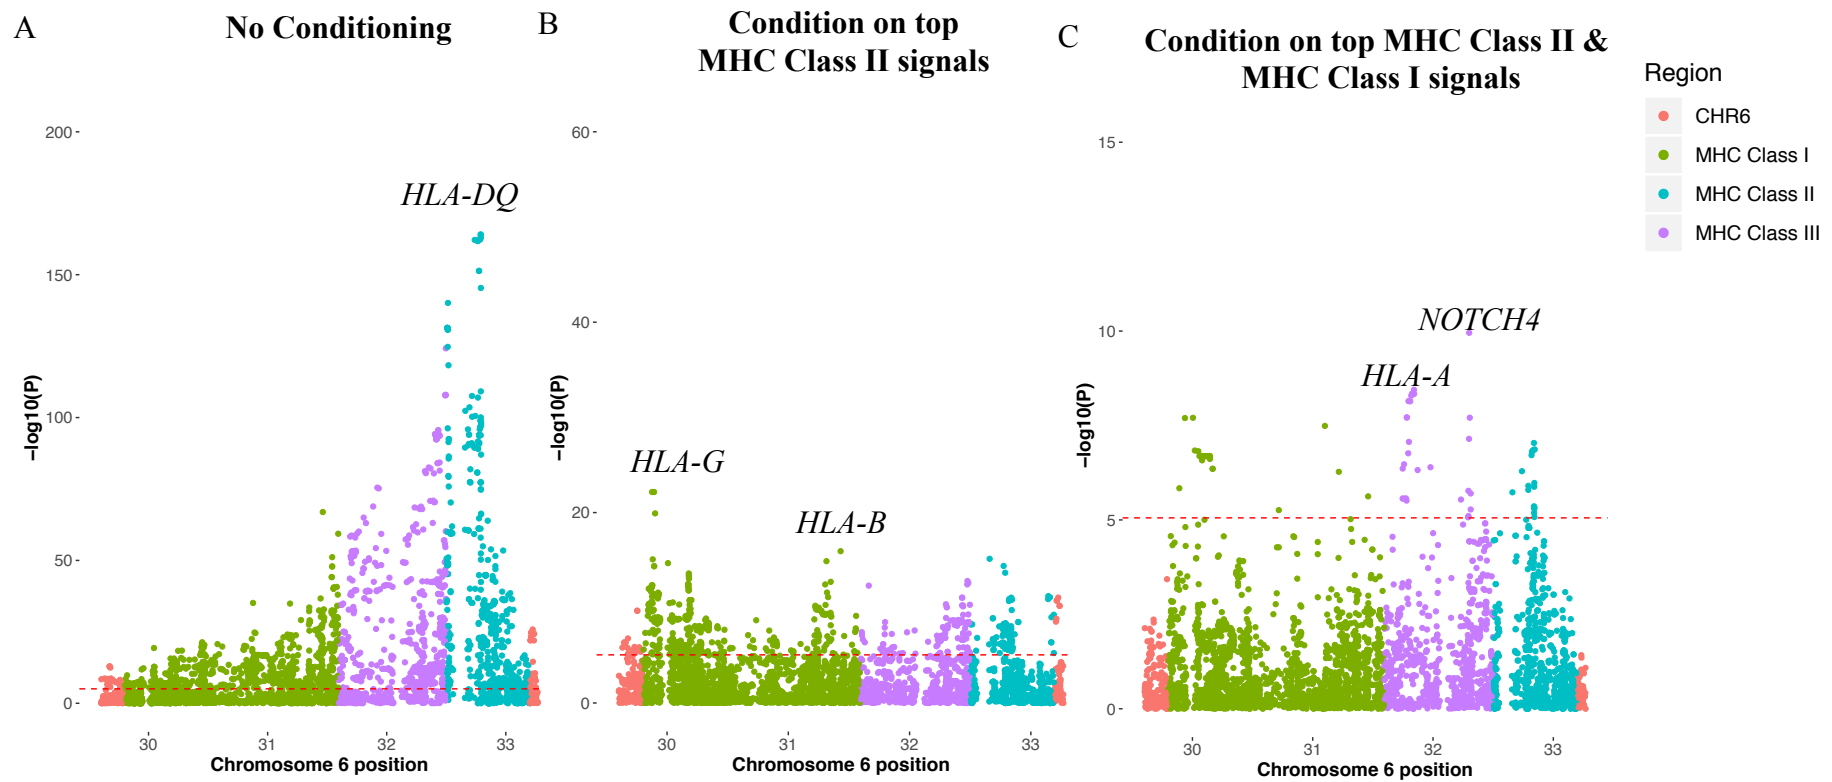 A
No Conditioning
B
Condition on top
MHC Class II signals
C
Condition on top MHC Class II &
MHC Class I signals
Region
CHR6
MHC Class I
MHC Class II
MHC Class III
200
150
100
50
0
−log10(P)
HLA-DQ
30
31
32
33
Chromosome 6 position
60
40
20
0
−log10(P)
HLA-G
HLA-B
30
31
32
33
Chromosome 6 position
15
10
5
0
−log10(P)
NOTCH4
HLA-A
30
31
32
33
Chromosome 6 position